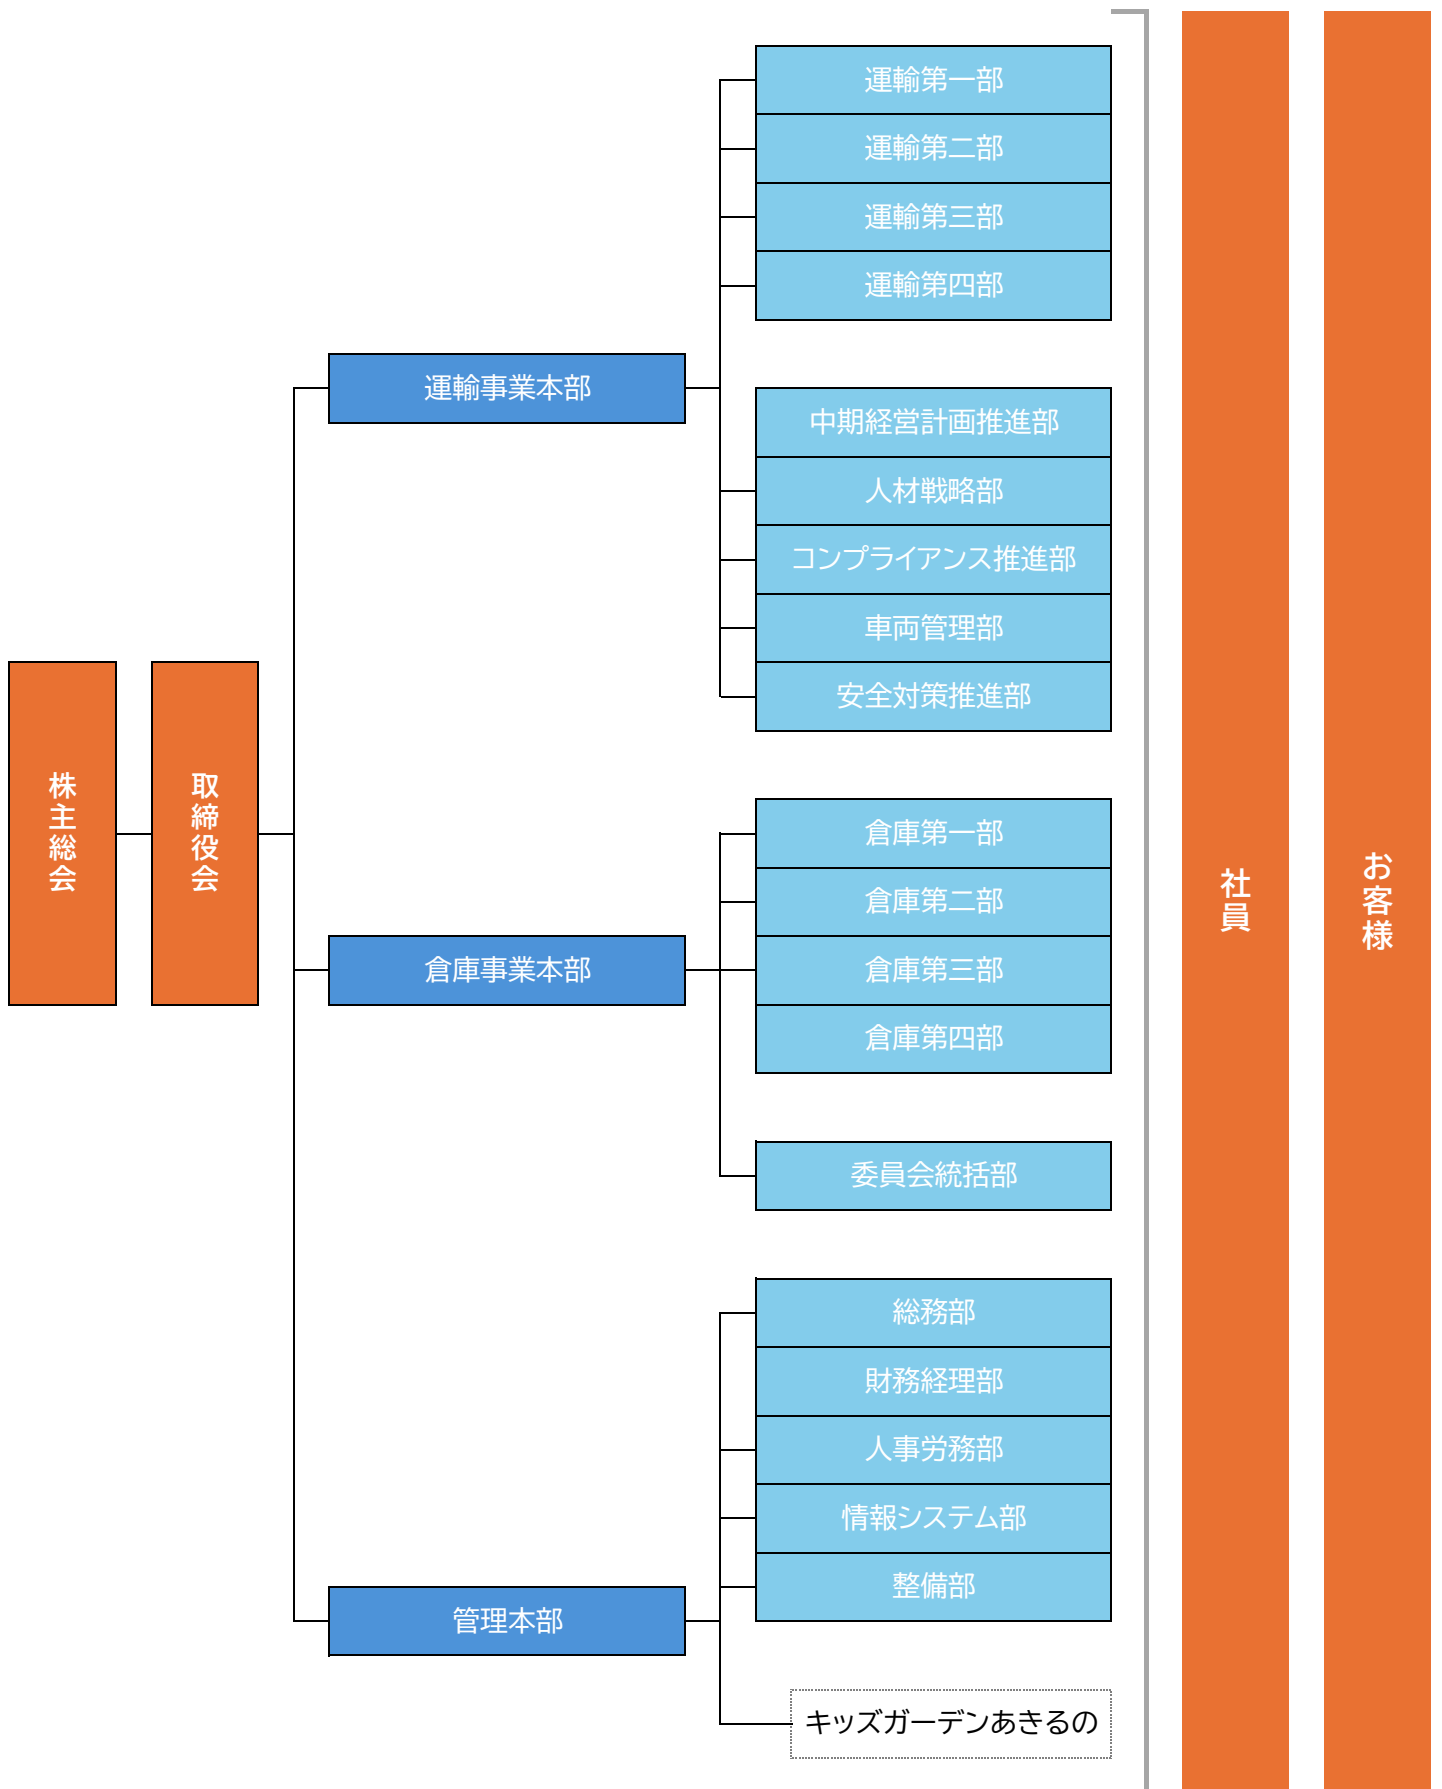 株主総会
取締役会
運輸事業本部
運輸第一部
運輸第二部
運輸第三部
運輸第四部
中期経営計画推進部
人材戦略部
コンプライアンス推進部
車両管理部
安全対策推進部
倉庫事業本部
倉庫第一部
倉庫第二部
倉庫第三部
倉庫第四部
委員会統括部
管理本部
総務部
財務経理部
人事労務部
情報システム部
整備部
キッズガーデンあきるの
社員
お客様